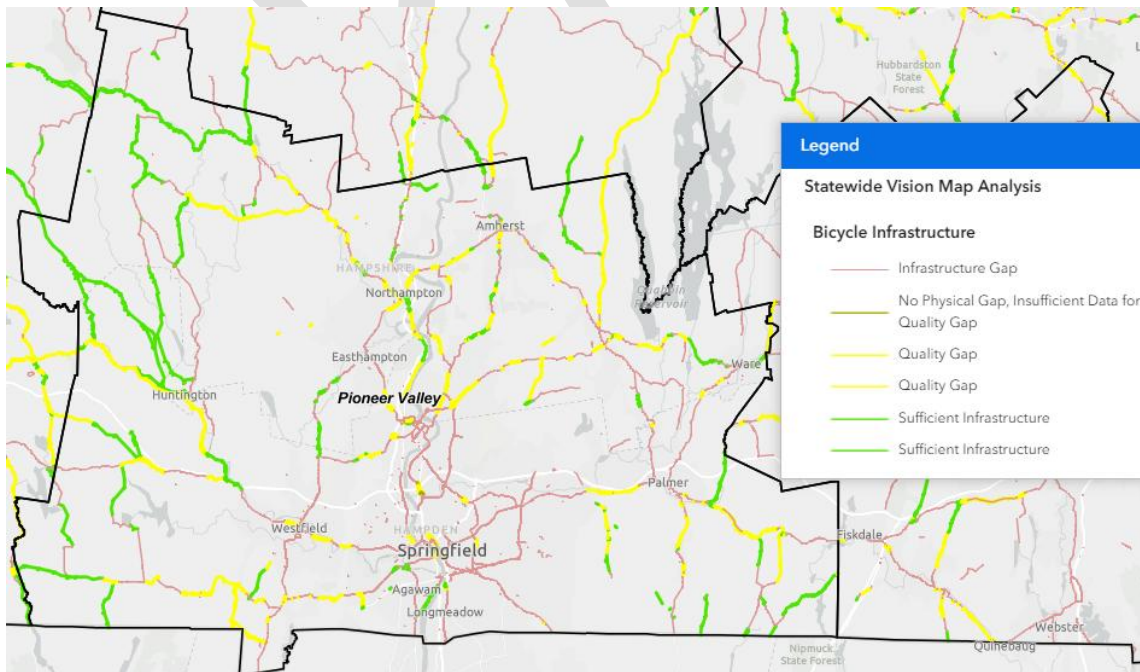 Hubbardston
State
Forest
Legend
Statewide Vision Map Analysis
Bicycle Infrastructure
Infrastructure Gap
No Physical Gap, Insufficient Data for
Quality Gap
Quality Gap
Quality Gap
Sufficient Infrastructure
Sufficient Infrastructure
Amherst
HAMPSHIRE
Northampton
Reservoir
Easthampton
Ware
Huntington
Pioneer Valley
Palmer
Westfield
HAMPDEN
Springfield
Fiskdale
Agawam
Longmeadow
Webster
Quinebaug
Nipmuck
State Forest